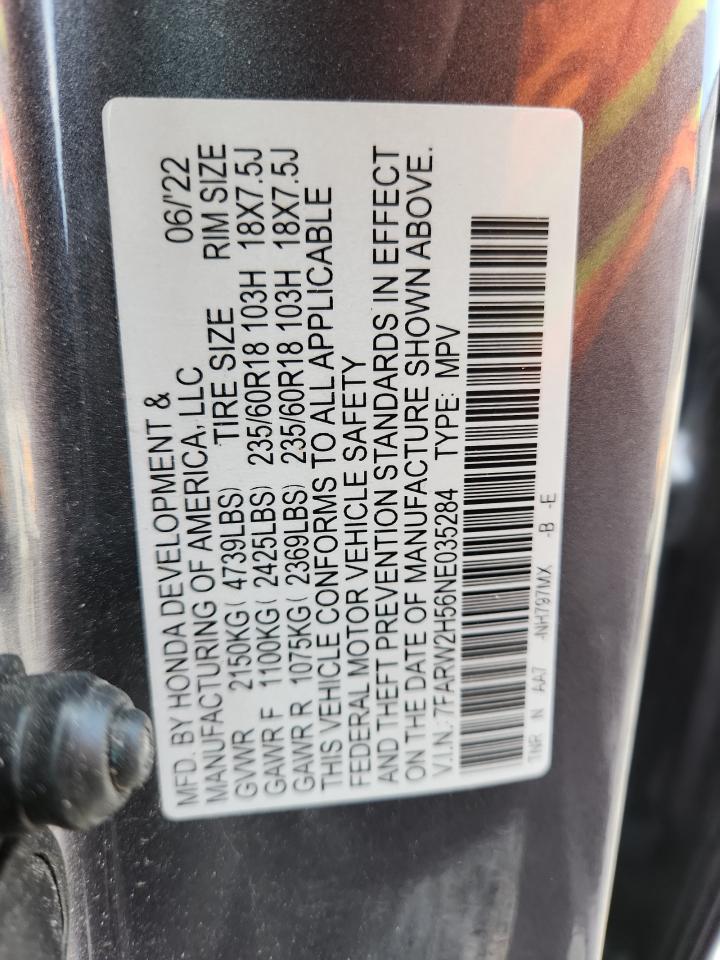 MFD. BY HONDA DEVELOPMENT & 06/'22
MANUFACTURING OF AMERICA, LLC
GVWR 2150KG( 4739LBS) TIRE SIZE RIM SIZE
GAWR F 1100KG( 2425LBS) 235/60R18 103H 18X7.5J
GAWR R 1075KG( 2369LBS) 235/60R18 103H 18X7.5J
THIS VEHICLE CONFORMS TO ALL APPLICABLE
FEDERAL MOTOR VEHICLE SAFETY
AND THEFT PREVENTION STANDARDS IN EFFECT
ON THE DATE OF MANUFACTURE SHOWN ABOVE.
V.I.N.: 7FARW2H56NE035284 TYPE: MPV
N AA7 -NH797MX -B -E